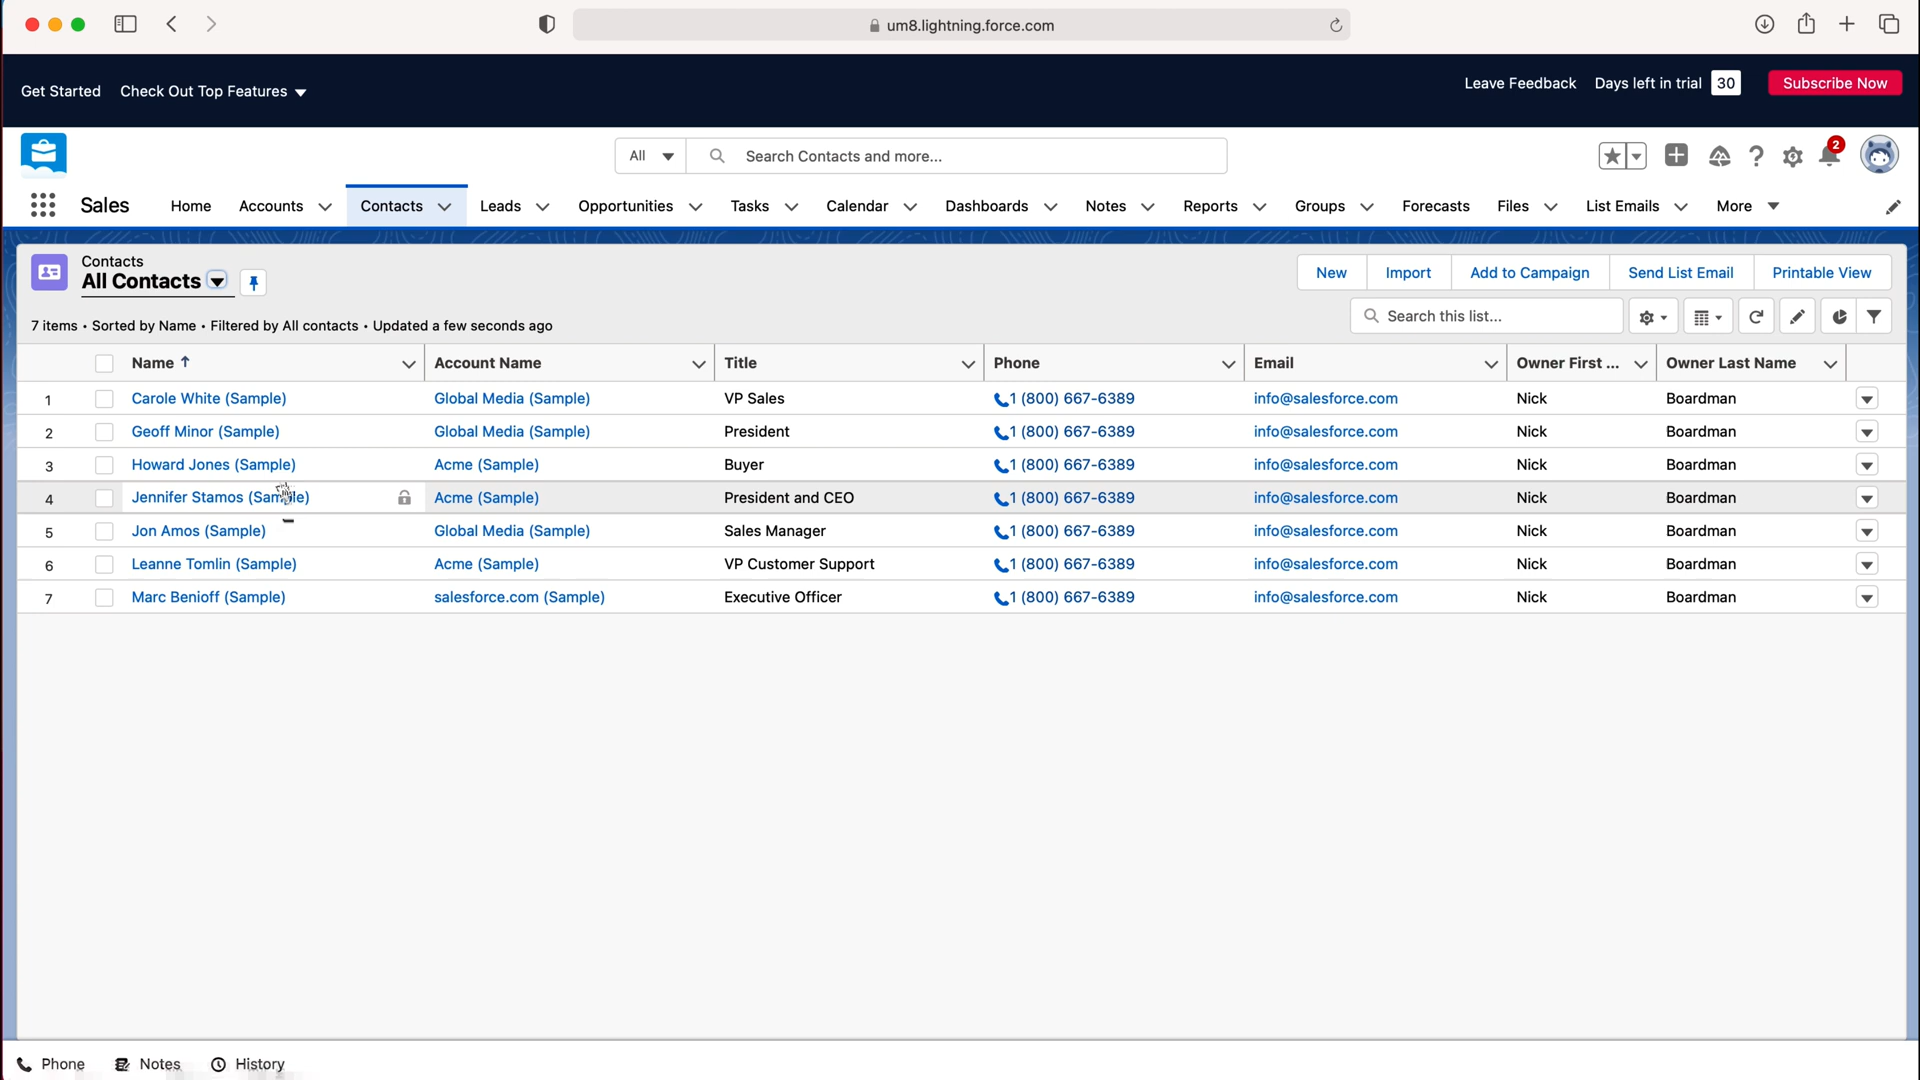 um8.lightning.force.com
Get Started Check Out Top Features Leave Feedback Days left in trial 30 Subscribe Now
All Search Contacts and more... 2
Sales Home Accounts Contacts Leads Opportunities Tasks Calendar Dashboards Notes Reports Groups Forecasts Files List Emails More
Contacts
All Contacts
New Import Add to Campaign Send List Email Printable View
7 items • Sorted by Name • Filtered by All contacts • Updated a few seconds ago
Search this list...
Name Account Name Title Phone Email Owner First ... Owner Last Name
1 Carole White (Sample) Global Media (Sample) VP Sales 1 (800) 667-6389 info@salesforce.com Nick Boardman
2 Geoff Minor (Sample) Global Media (Sample) President 1 (800) 667-6389 info@salesforce.com Nick Boardman
3 Howard Jones (Sample) Acme (Sample) Buyer 1 (800) 667-6389 info@salesforce.com Nick Boardman
4 Jennifer Stamos (Sample) Acme (Sample) President and CEO 1 (800) 667-6389 info@salesforce.com Nick Boardman
5 Jon Amos (Sample) Global Media (Sample) Sales Manager 1 (800) 667-6389 info@salesforce.com Nick Boardman
6 Leanne Tomlin (Sample) Acme (Sample) VP Customer Support 1 (800) 667-6389 info@salesforce.com Nick Boardman
7 Marc Benioff (Sample) salesforce.com (Sample) Executive Officer 1 (800) 667-6389 info@salesforce.com Nick Boardman
Phone Notes History